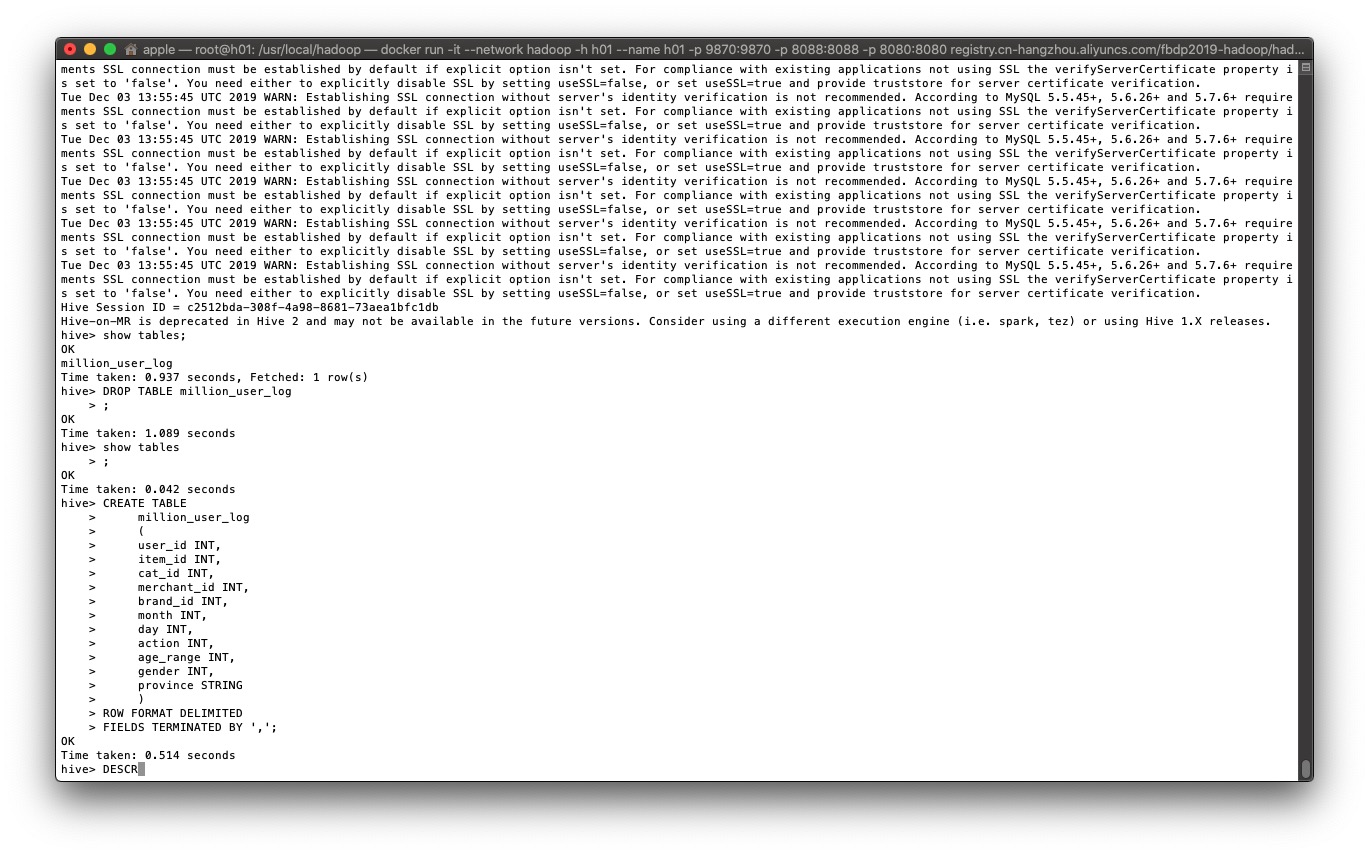 apple — root@h01: /usr/local/hadoop — docker run -it --network hadoop -h h01 --name h01 -p 9870:9870 -p 8088:8088 -p 8080:8080 registry.cn-hangzhou.aliyuncs.com/fbdp2019-hadoop/had...
ments SSL connection must be established by default if explicit option isn't set. For compliance with existing applications not using SSL the verifyServerCertificate property i
s set to 'false'. You need either to explicitly disable SSL by setting useSSL=false, or set useSSL=true and provide truststore for server certificate verification.
Tue Dec 03 13:55:45 UTC 2019 WARN: Establishing SSL connection without server's identity verification is not recommended. According to MySQL 5.5.45+, 5.6.26+ and 5.7.6+ require
ments SSL connection must be established by default if explicit option isn't set. For compliance with existing applications not using SSL the verifyServerCertificate property i
s set to 'false'. You need either to explicitly disable SSL by setting useSSL=false, or set useSSL=true and provide truststore for server certificate verification.
Tue Dec 03 13:55:45 UTC 2019 WARN: Establishing SSL connection without server's identity verification is not recommended. According to MySQL 5.5.45+, 5.6.26+ and 5.7.6+ require
ments SSL connection must be established by default if explicit option isn't set. For compliance with existing applications not using SSL the verifyServerCertificate property i
s set to 'false'. You need either to explicitly disable SSL by setting useSSL=false, or set useSSL=true and provide truststore for server certificate verification.
Tue Dec 03 13:55:45 UTC 2019 WARN: Establishing SSL connection without server's identity verification is not recommended. According to MySQL 5.5.45+, 5.6.26+ and 5.7.6+ require
ments SSL connection must be established by default if explicit option isn't set. For compliance with existing applications not using SSL the verifyServerCertificate property i
s set to 'false'. You need either to explicitly disable SSL by setting useSSL=false, or set useSSL=true and provide truststore for server certificate verification.
Tue Dec 03 13:55:45 UTC 2019 WARN: Establishing SSL connection without server's identity verification is not recommended. According to MySQL 5.5.45+, 5.6.26+ and 5.7.6+ require
ments SSL connection must be established by default if explicit option isn't set. For compliance with existing applications not using SSL the verifyServerCertificate property i
s set to 'false'. You need either to explicitly disable SSL by setting useSSL=false, or set useSSL=true and provide truststore for server certificate verification.
Tue Dec 03 13:55:45 UTC 2019 WARN: Establishing SSL connection without server's identity verification is not recommended. According to MySQL 5.5.45+, 5.6.26+ and 5.7.6+ require
ments SSL connection must be established by default if explicit option isn't set. For compliance with existing applications not using SSL the verifyServerCertificate property i
s set to 'false'. You need either to explicitly disable SSL by setting useSSL=false, or set useSSL=true and provide truststore for server certificate verification.
Hive Session ID = c2512bda-308f-4a98-8681-73aea1bfc1db
Hive-on-MR is deprecated in Hive 2 and may not be available in the future versions. Consider using a different execution engine (i.e. spark, tez) or using Hive 1.X releases.
hive> show tables;
OK
million_user_log
Time taken: 0.937 seconds, Fetched: 1 row(s)
hive> DROP TABLE million_user_log
    > ;
OK
Time taken: 1.089 seconds
hive> show tables
    > ;
OK
Time taken: 0.042 seconds
hive> CREATE TABLE
    >      million_user_log
    >      (
    >      user_id INT,
    >      item_id INT,
    >      cat_id INT,
    >      merchant_id INT,
    >      brand_id INT,
    >      month INT,
    >      day INT,
    >      action INT,
    >      age_range INT,
    >      gender INT,
    >      province STRING
    >      )
    > ROW FORMAT DELIMITED
    > FIELDS TERMINATED BY ',';
OK
Time taken: 0.514 seconds
hive> DESCR